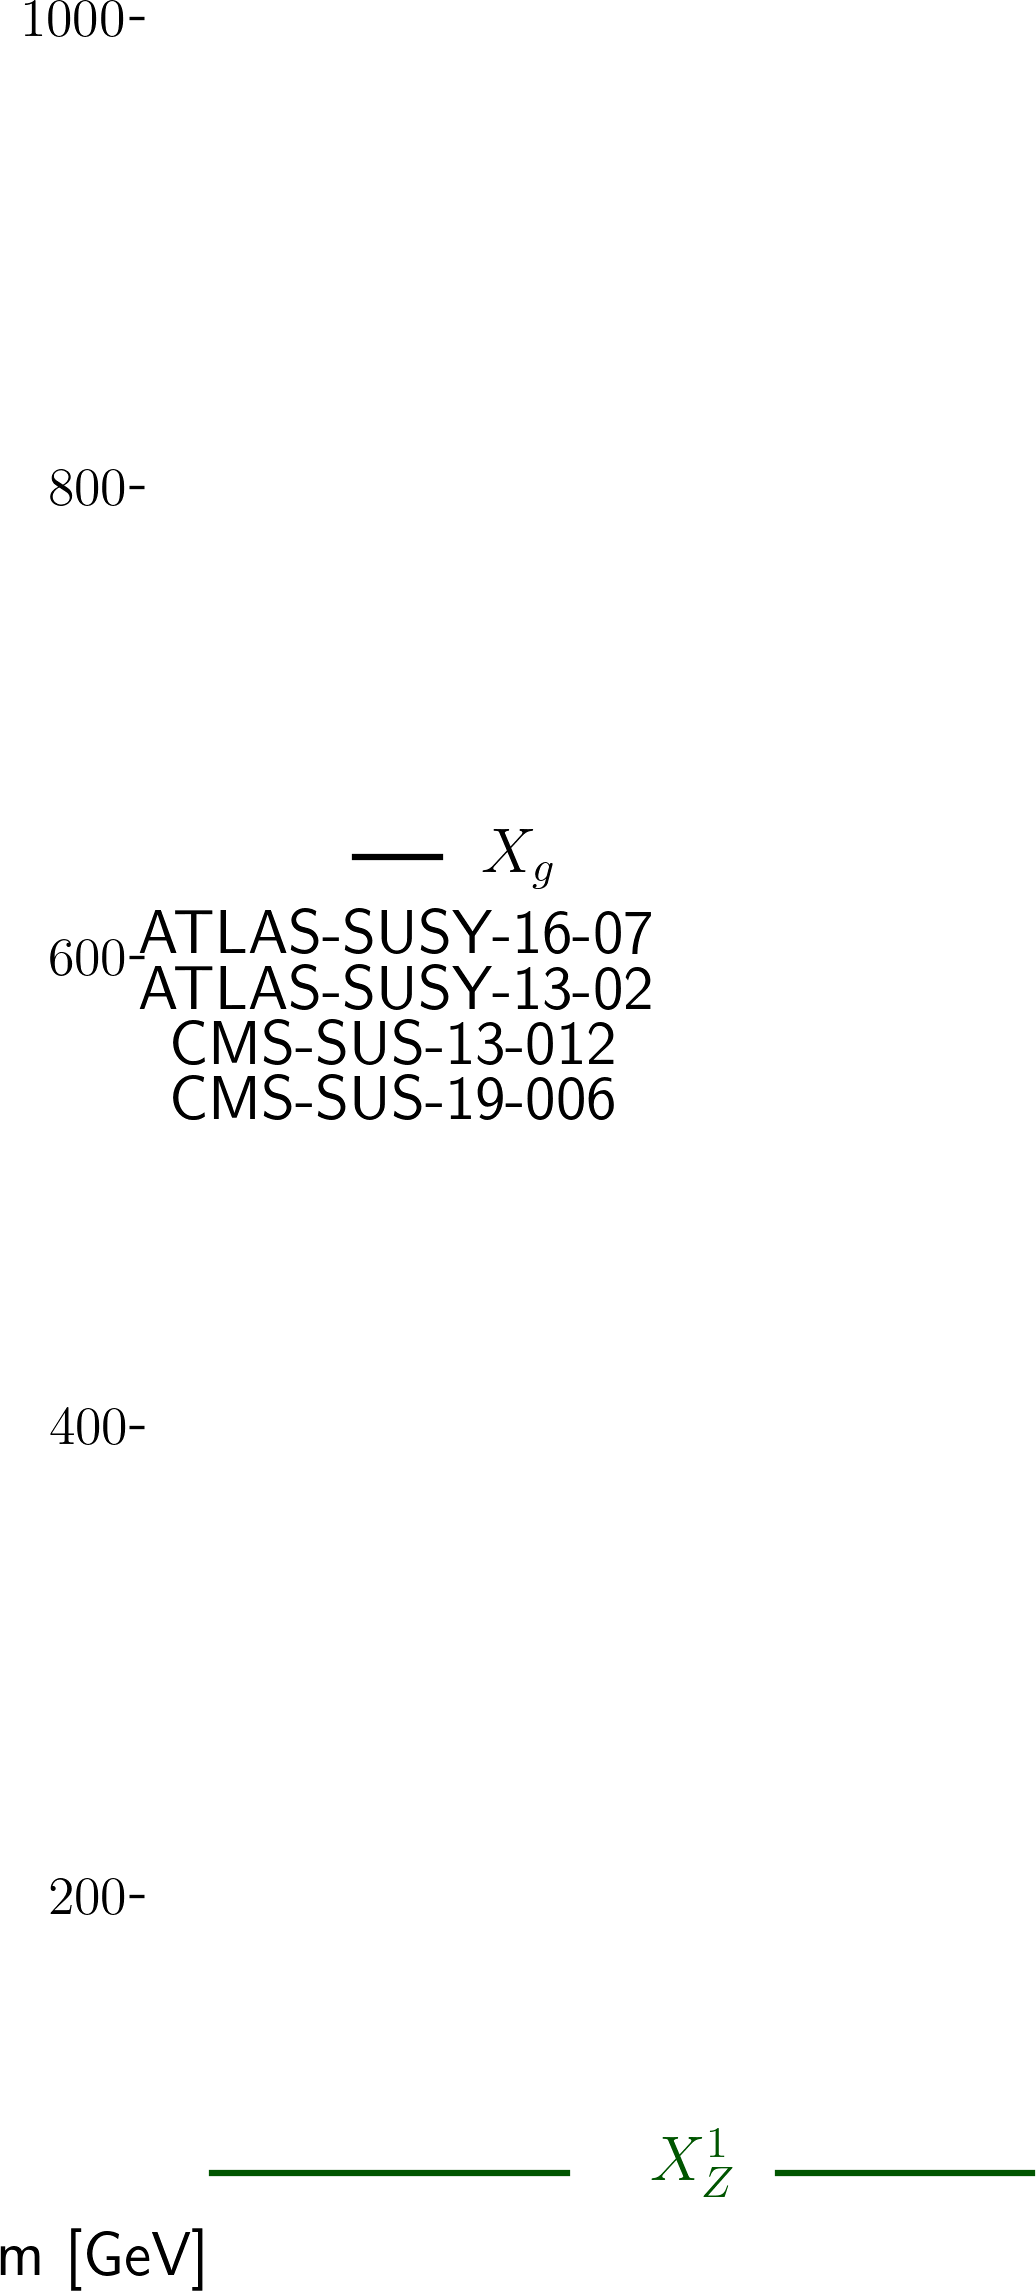 1000-
800-
X_g
600-
ATLAS-SUSY-16-07
ATLAS-SUSY-13-02
CMS-SUS-13-012
CMS-SUS-19-006
400-
200-
X_Z^1
m [GeV]